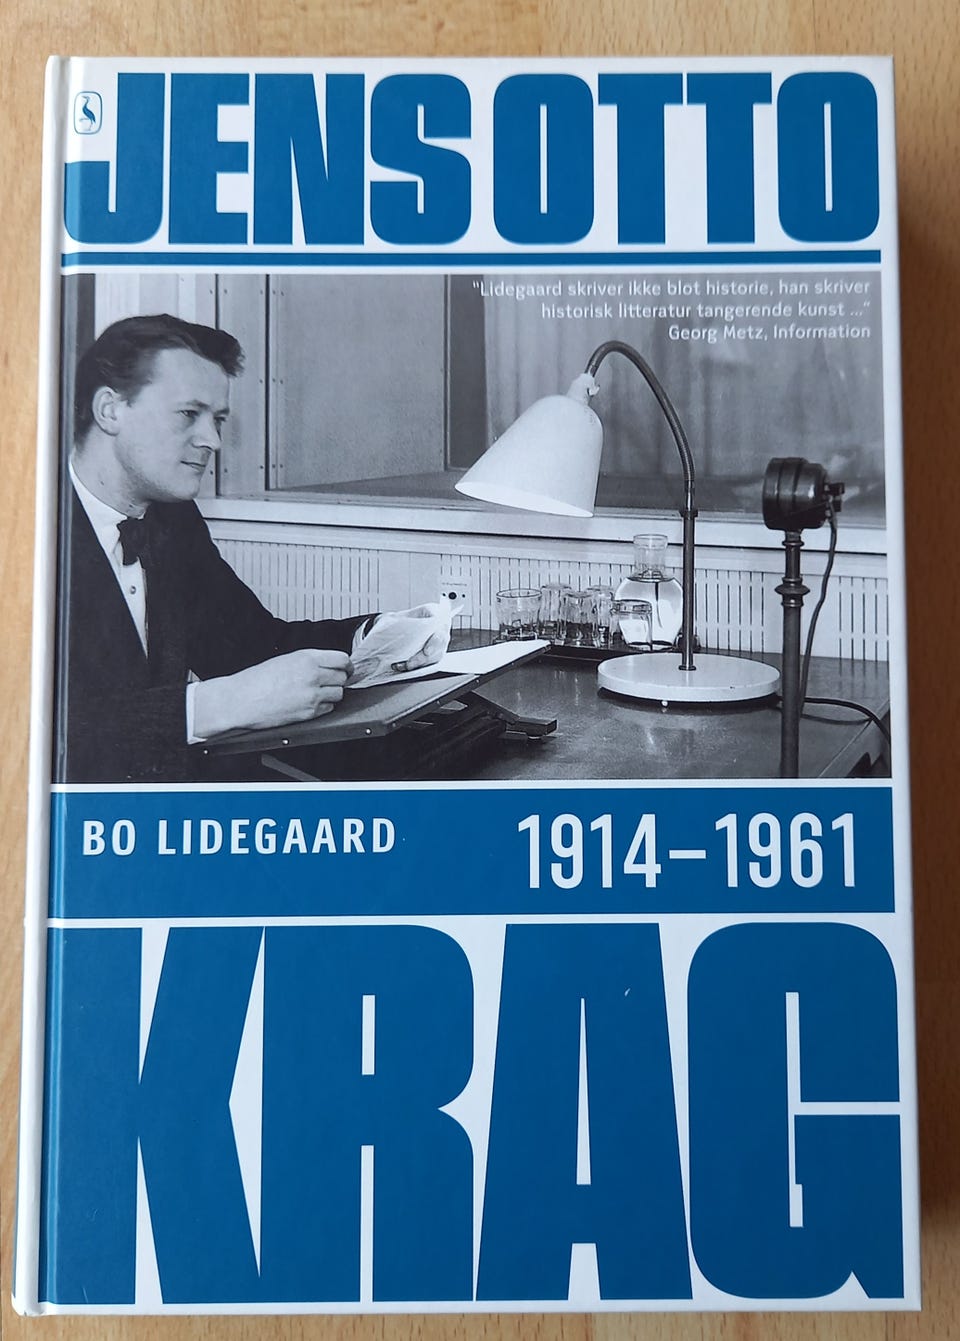 JENS OTTO
"Lidegaard skriver ikke blot historie, han skriver
historisk litteratur tangerende kunst ..."
Georg Metz, Information
BO LIDEGAARD
1914–1961
KRAG